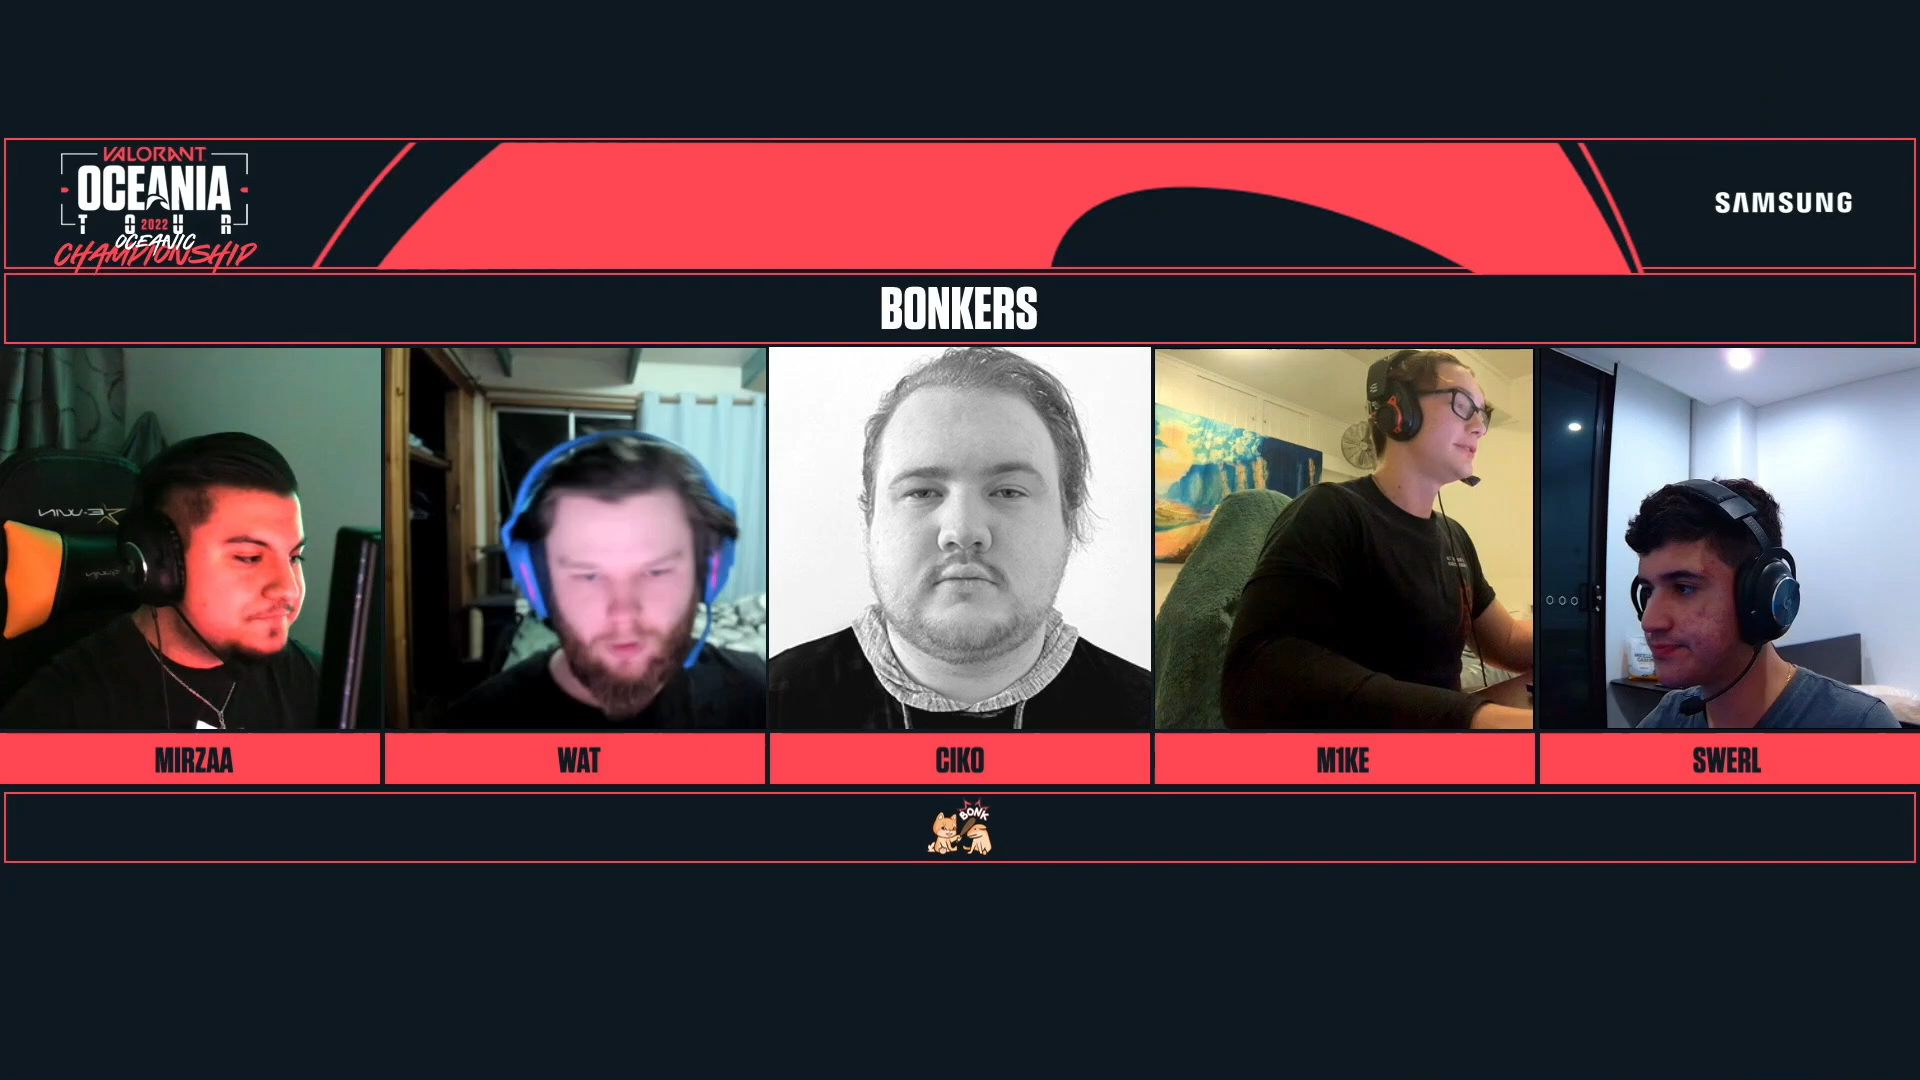 VALORANT
OCEANIA
TOUR
2022
OCEANIC
CHAMPIONSHIP
SAMSUNG
BONKERS
MIRZAA
WAT
CIKO
M1KE
SWERL
BONK